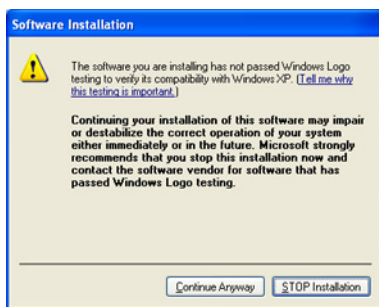 Software Installation
The software you are installing has not passed Windows Logo
testing to verify its compatibility with Windows XP. (Tell me why
this testing is important.)
Continuing your installation of this software may impair
or destabilize the correct operation of your system
either immediately or in the future. Microsoft strongly
recommends that you stop this installation now and
contact the software vendor for software that has
passed Windows Logo testing.
Continue Anyway
STOP Installation